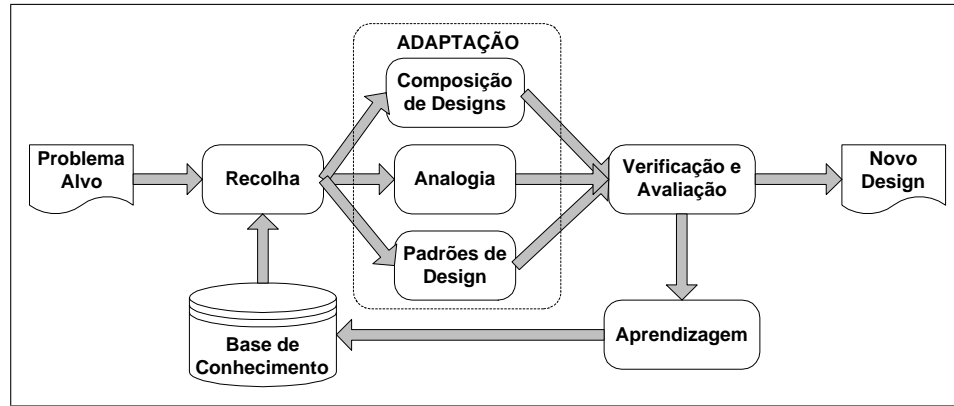 ADAPTAÇÃO
Composição
de Designs
Problema
Alvo
Recolha
Analogia
Verificação e
Avaliação
Novo
Design
Padrões de
Design
Base de
Conhecimento
Aprendizagem